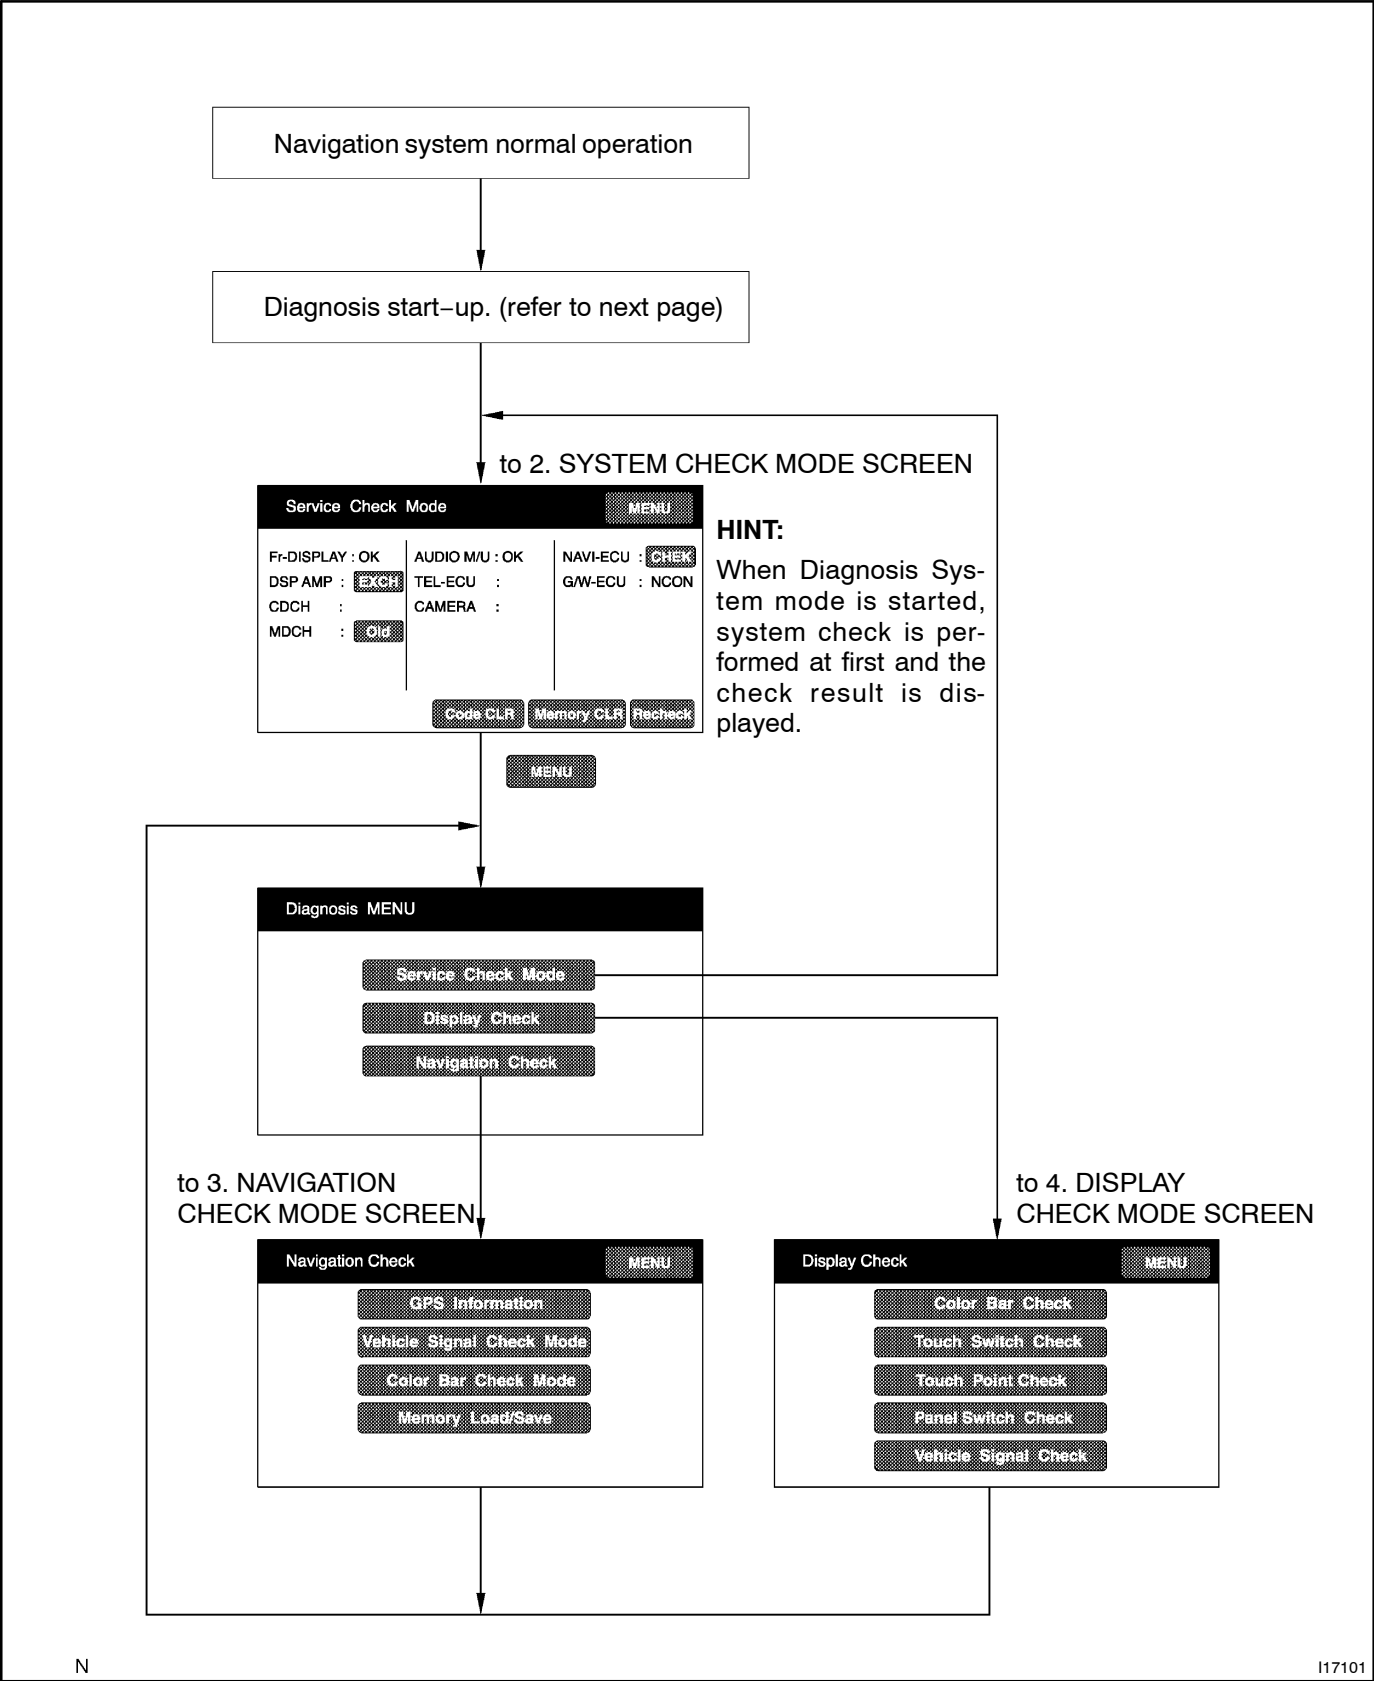 Navigation system normal operation
Diagnosis start−up. (refer to next page)
to 2. SYSTEM CHECK MODE SCREEN
Service Check Mode MENU
Fr-DISPLAY : OK AUDIO M/U : OK NAVI-ECU : CHEK
DSP AMP : EXCH TEL-ECU : G/W-ECU : NCON
CDCH : CAMERA :
MDCH : Old
Code CLR Memory CLR Recheck
HINT:
When Diagnosis Sys-
tem mode is started,
system check is per-
formed at first and the
check result is dis-
played.
MENU
Diagnosis MENU
Service Check Mode
Display Check
Navigation Check
to 3. NAVIGATION
CHECK MODE SCREEN
to 4. DISPLAY
CHECK MODE SCREEN
Navigation Check MENU
GPS Information
Vehicle Signal Check Mode
Color Bar Check Mode
Memory Load/Save
Display Check MENU
Color Bar Check
Touch Switch Check
Touch Point Check
Panel Switch Check
Vehicle Signal Check
N
I17101